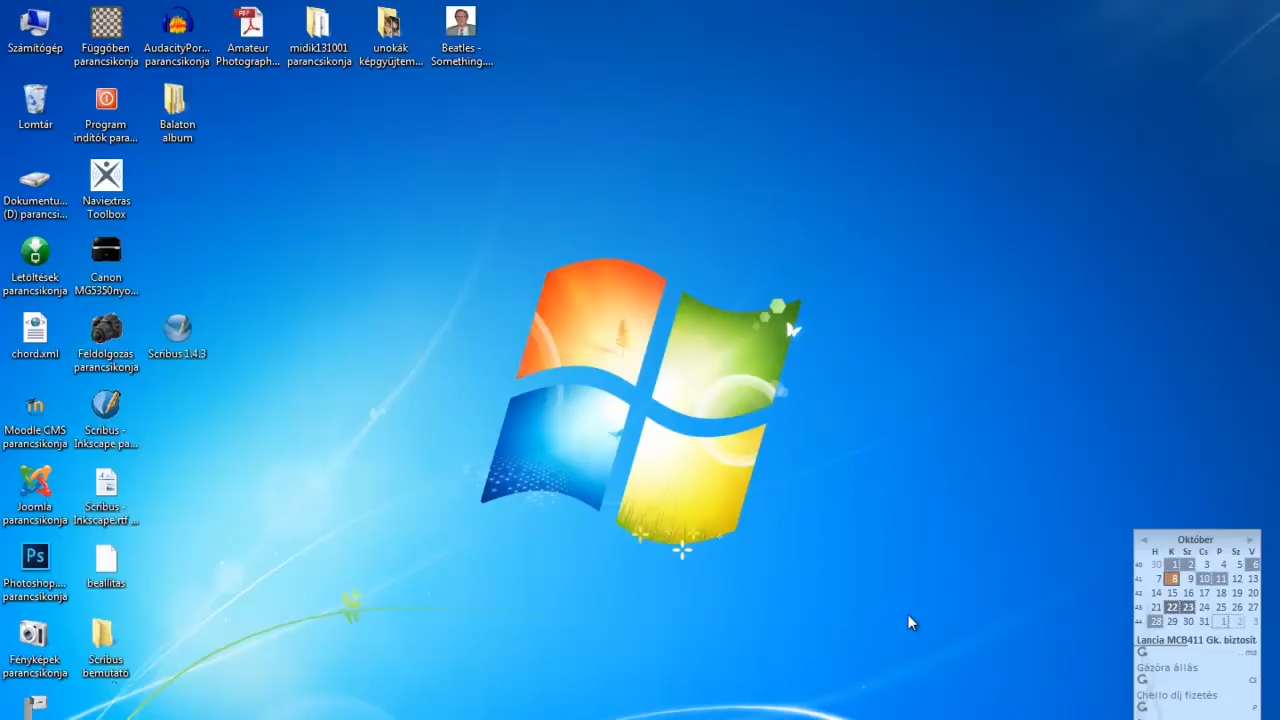 Számítógép
Függőben
parancsikonja
AudacityPor...
parancsikonja
Amateur
Photograph...
midik131001
parancsikonja
unokák
képgyűjtem...
Beatles -
Something....
Lomtár
Program
indítók para...
Balaton
album
Dokumentu...
(D) parancsi...
Naviextras
Toolbox
Letöltések
parancsikonja
Canon
MG5350nyo...
chord.xml
Feldolgozás
parancsikonja
Scribus 1.4.3
Moodle CMS
parancsikonja
Scribus -
Inkscape pa...
Joomla
parancsikonja
Scribus -
Inkscape.rtf ...
Ps
Photoshop....
parancsikonja
beallitas
Fényképek
parancsikonja
Scribus
bemutató
Október
H K Sz Cs P Sz V
40 30 1 2 3 4 5 6
41 7 8 9 10 11 12 13
42 14 15 16 17 18 19 20
43 21 22 23 24 25 26 27
44 28 29 30 31 1 2 3
Lancia MCB411 Gk. biztosít
.. ma
Gázóra állás
Cs
Chello díj fizetés
P